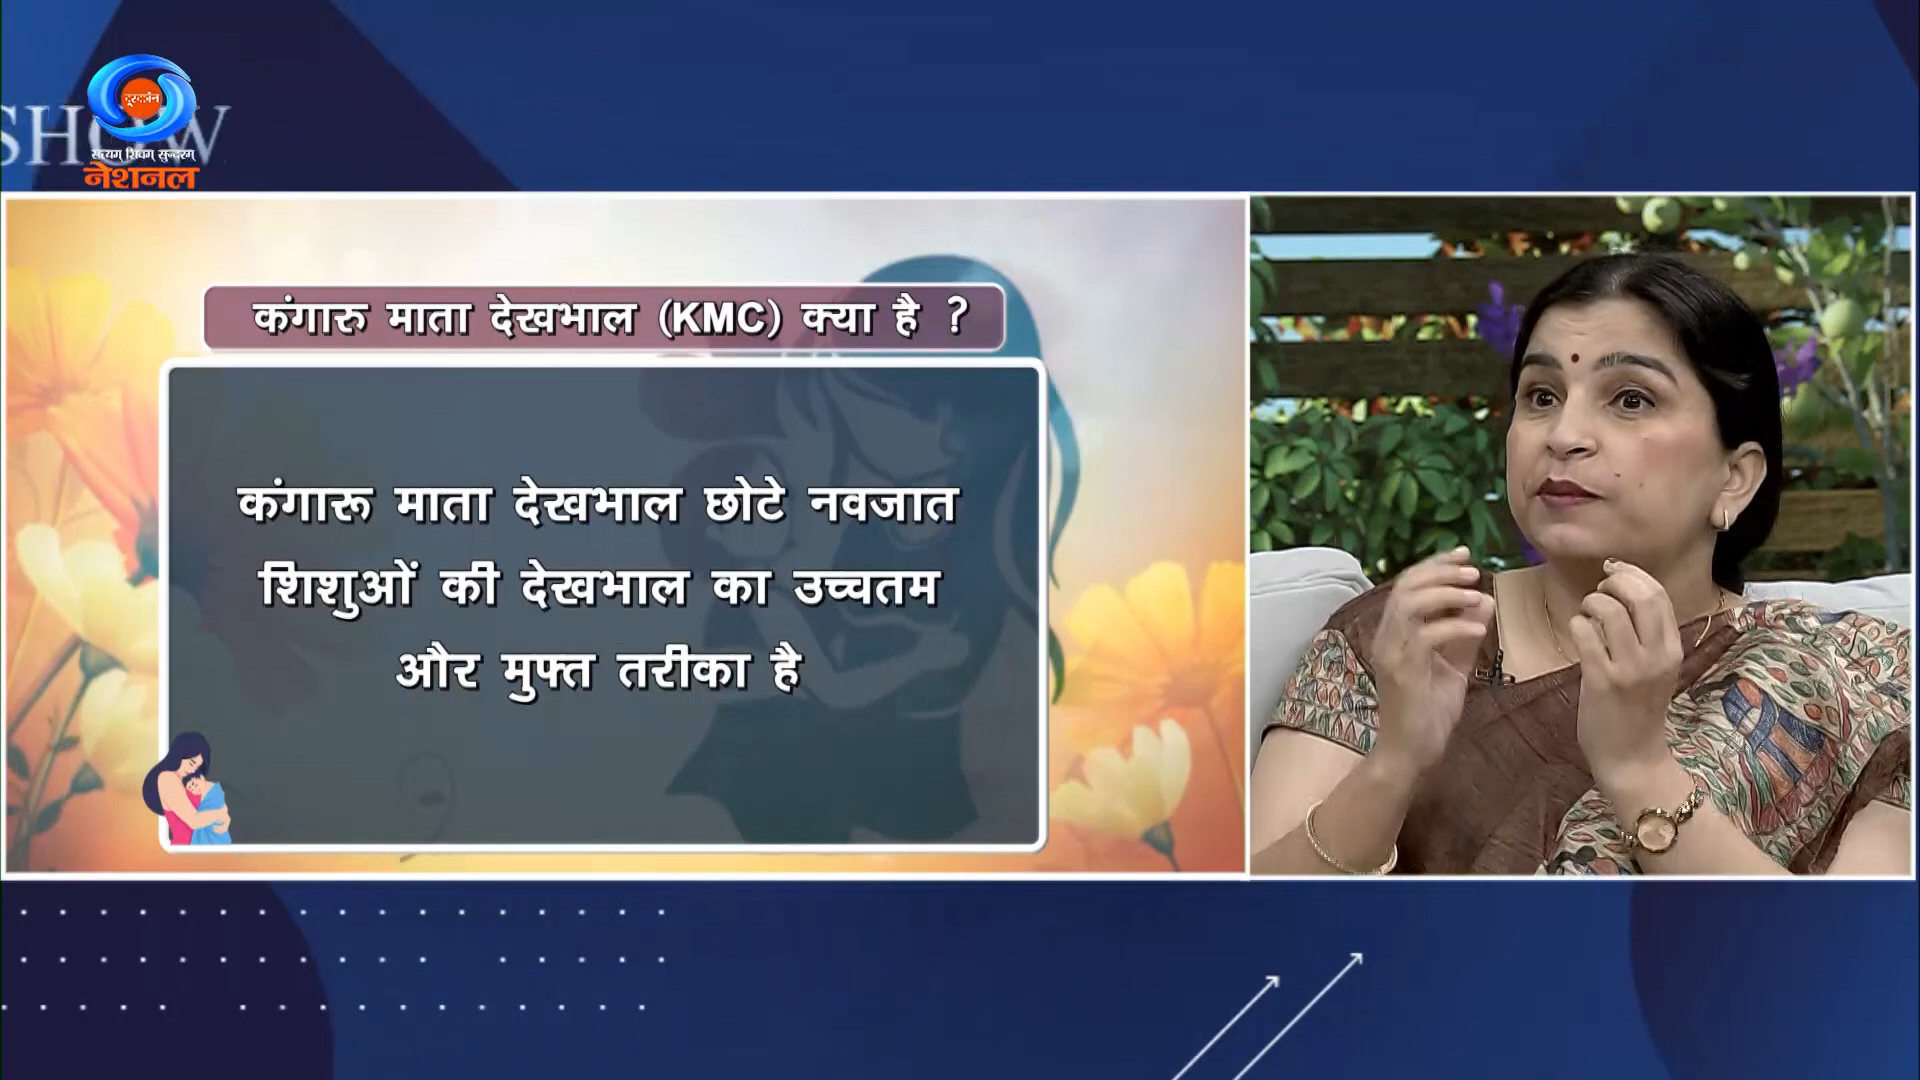 SHOW
दूरदर्शन
सत्यम् शिवम् सुन्दरम्
नेशनल
कंगारु माता देखभाल (KMC) क्या है ?
कंगारू माता देखभाल छोटे नवजात
शिशुओं की देखभाल का उच्चतम
और मुफ्त तरीका है